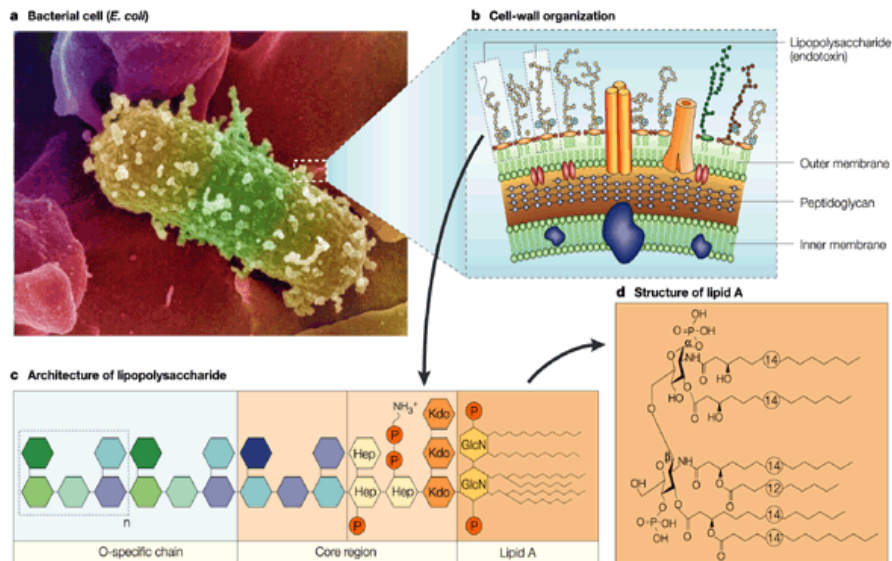 a Bacterial cell (E. coli)
b Cell-wall organization
Lipopolysaccharide
(endotoxin)
Outer membrane
Peptidoglycan
Inner membrane
d Structure of lipid A
OH
O=P-OH
O
α
NH
O
O
O
HO
14
HO
O
O
HO
14
O
β
O
NH
14
HO
O
O
O
12
O
O
14
O=P-OH
OH
O
O
14
O
c Architecture of lipopolysaccharide
NH3+
P
P
Kdo
Kdo
Kdo
Hep
Hep
Hep
P
P
GlcN
GlcN
P
n
O-specific chain
Core region
Lipid A